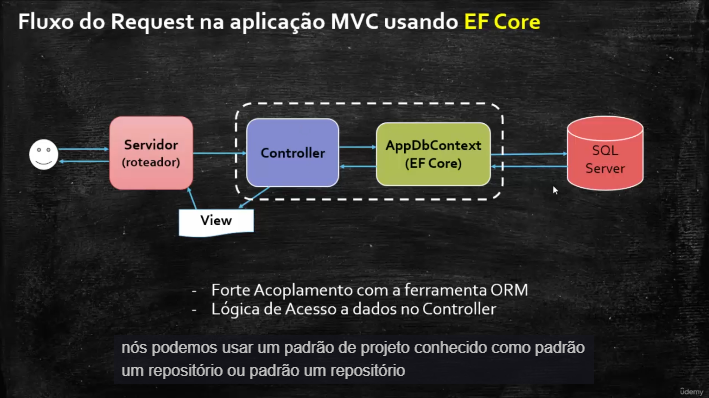 Fluxo do Request na aplicação MVC usando EF Core
Servidor
(roteador)
Controller
AppDbContext
(EF Core)
SQL
Server
View
- Forte Acoplamento com a ferramenta ORM
- Lógica de Acesso a dados no Controller
nós podemos usar um padrão de projeto conhecido como padrão
um repositório ou padrão um repositório
ûdemy